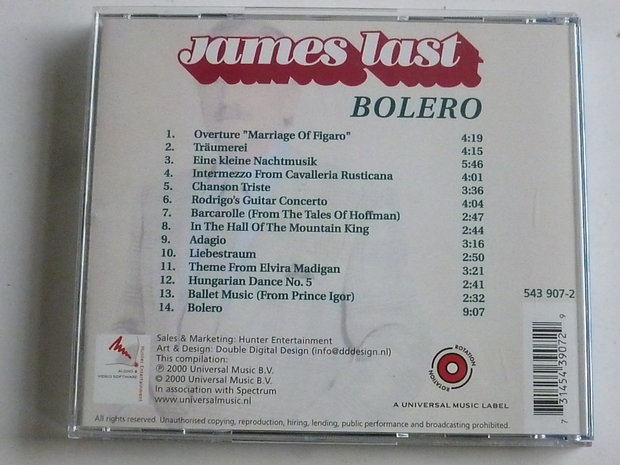 James Last
BOLERO
1. Overture "Marriage Of Figaro" 4:19
2. Träumerei 4:15
3. Eine kleine Nachtmusik 5:46
4. Intermezzo From Cavalleria Rusticana 4:01
5. Chanson Triste 3:36
6. Rodrigo's Guitar Concerto 4:04
7. Barcarolle (From The Tales Of Hoffman) 2:47
8. In The Hall Of The Mountain King 2:44
9. Adagio 3:16
10. Liebestraum 2:50
11. Theme From Elvira Madigan 3:21
12. Hungarian Dance No. 5 2:41
13. Ballet Music (From Prince Igor) 2:32
14. Bolero 9:07
543 907-2
Sales & Marketing: Hunter Entertainment
Art & Design: Double Digital Design (info@dddesign.nl)
This compilation:
℗ 2000 Universal Music B.V.
© 2000 Universal Music B.V.
In association with Spectrum
www.universalmusic.nl
AUDIO &
VIDEO SOFTWARE
Hunter Entertainment
ROTATION
ROTATION
A UNIVERSAL MUSIC LABEL
7 31454 39072 9
All rights reserved. Unauthorised copying, reproduction, hiring, lending, public performance and broadcasting prohibited.